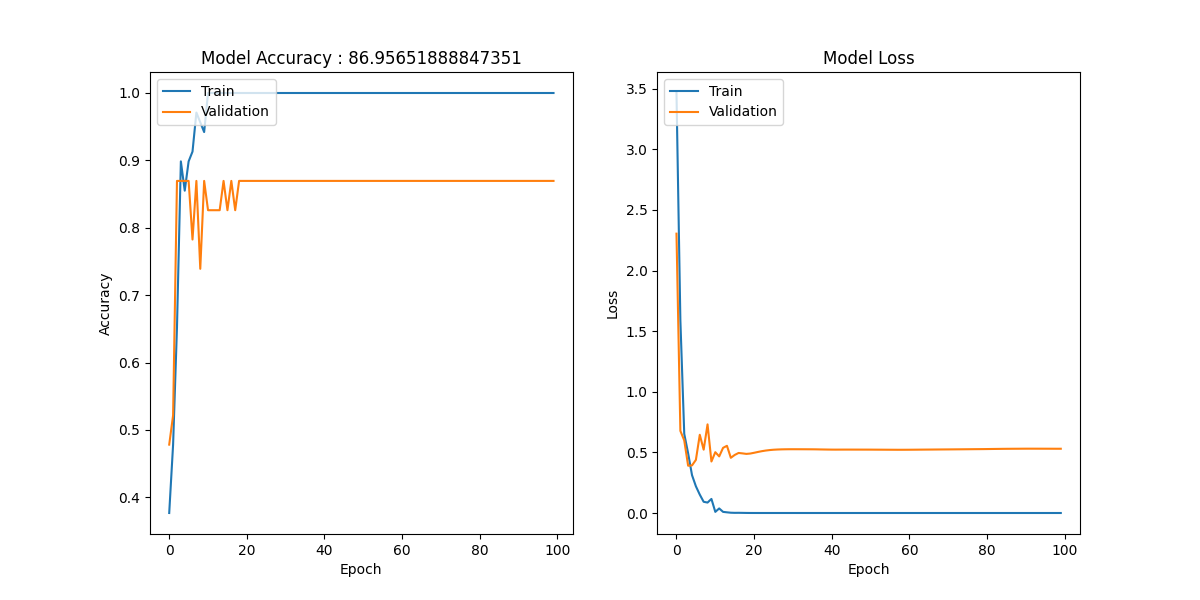 Model Accuracy : 86.95651888847351
Train
Validation
1.0
0.9
0.8
0.7
0.6
0.5
0.4
Accuracy
0 20 40 60 80 100
Epoch
Model Loss
Train
Validation
3.5
3.0
2.5
2.0
1.5
1.0
0.5
0.0
Loss
0 20 40 60 80 100
Epoch